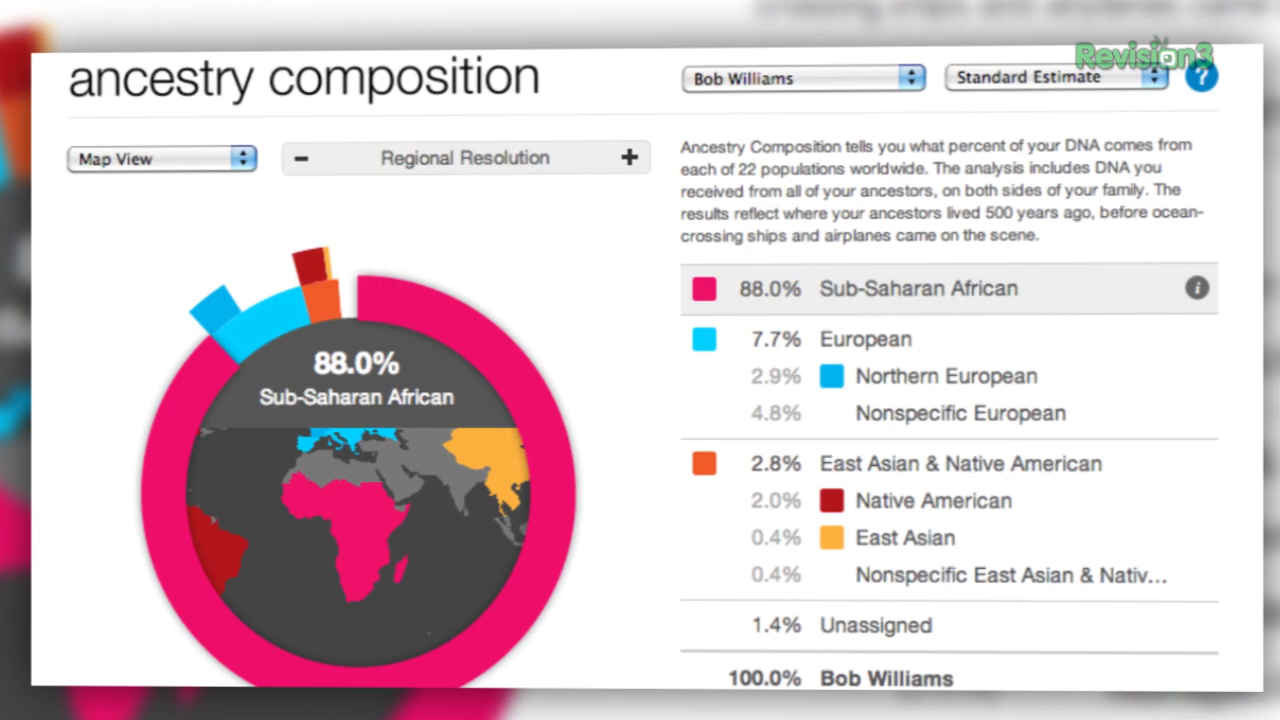 Revision3
ancestry composition
Bob Williams
Standard Estimate
?
Map View
– Regional Resolution +
Ancestry Composition tells you what percent of your DNA comes from
each of 22 populations worldwide. The analysis includes DNA you
received from all of your ancestors, on both sides of your family. The
results reflect where your ancestors lived 500 years ago, before ocean-
crossing ships and airplanes came on the scene.
88.0%
Sub-Saharan African
88.0% Sub-Saharan African i
7.7% European
2.9% Northern European
4.8% Nonspecific European
2.8% East Asian & Native American
2.0% Native American
0.4% East Asian
0.4% Nonspecific East Asian & Nativ...
1.4% Unassigned
100.0% Bob Williams